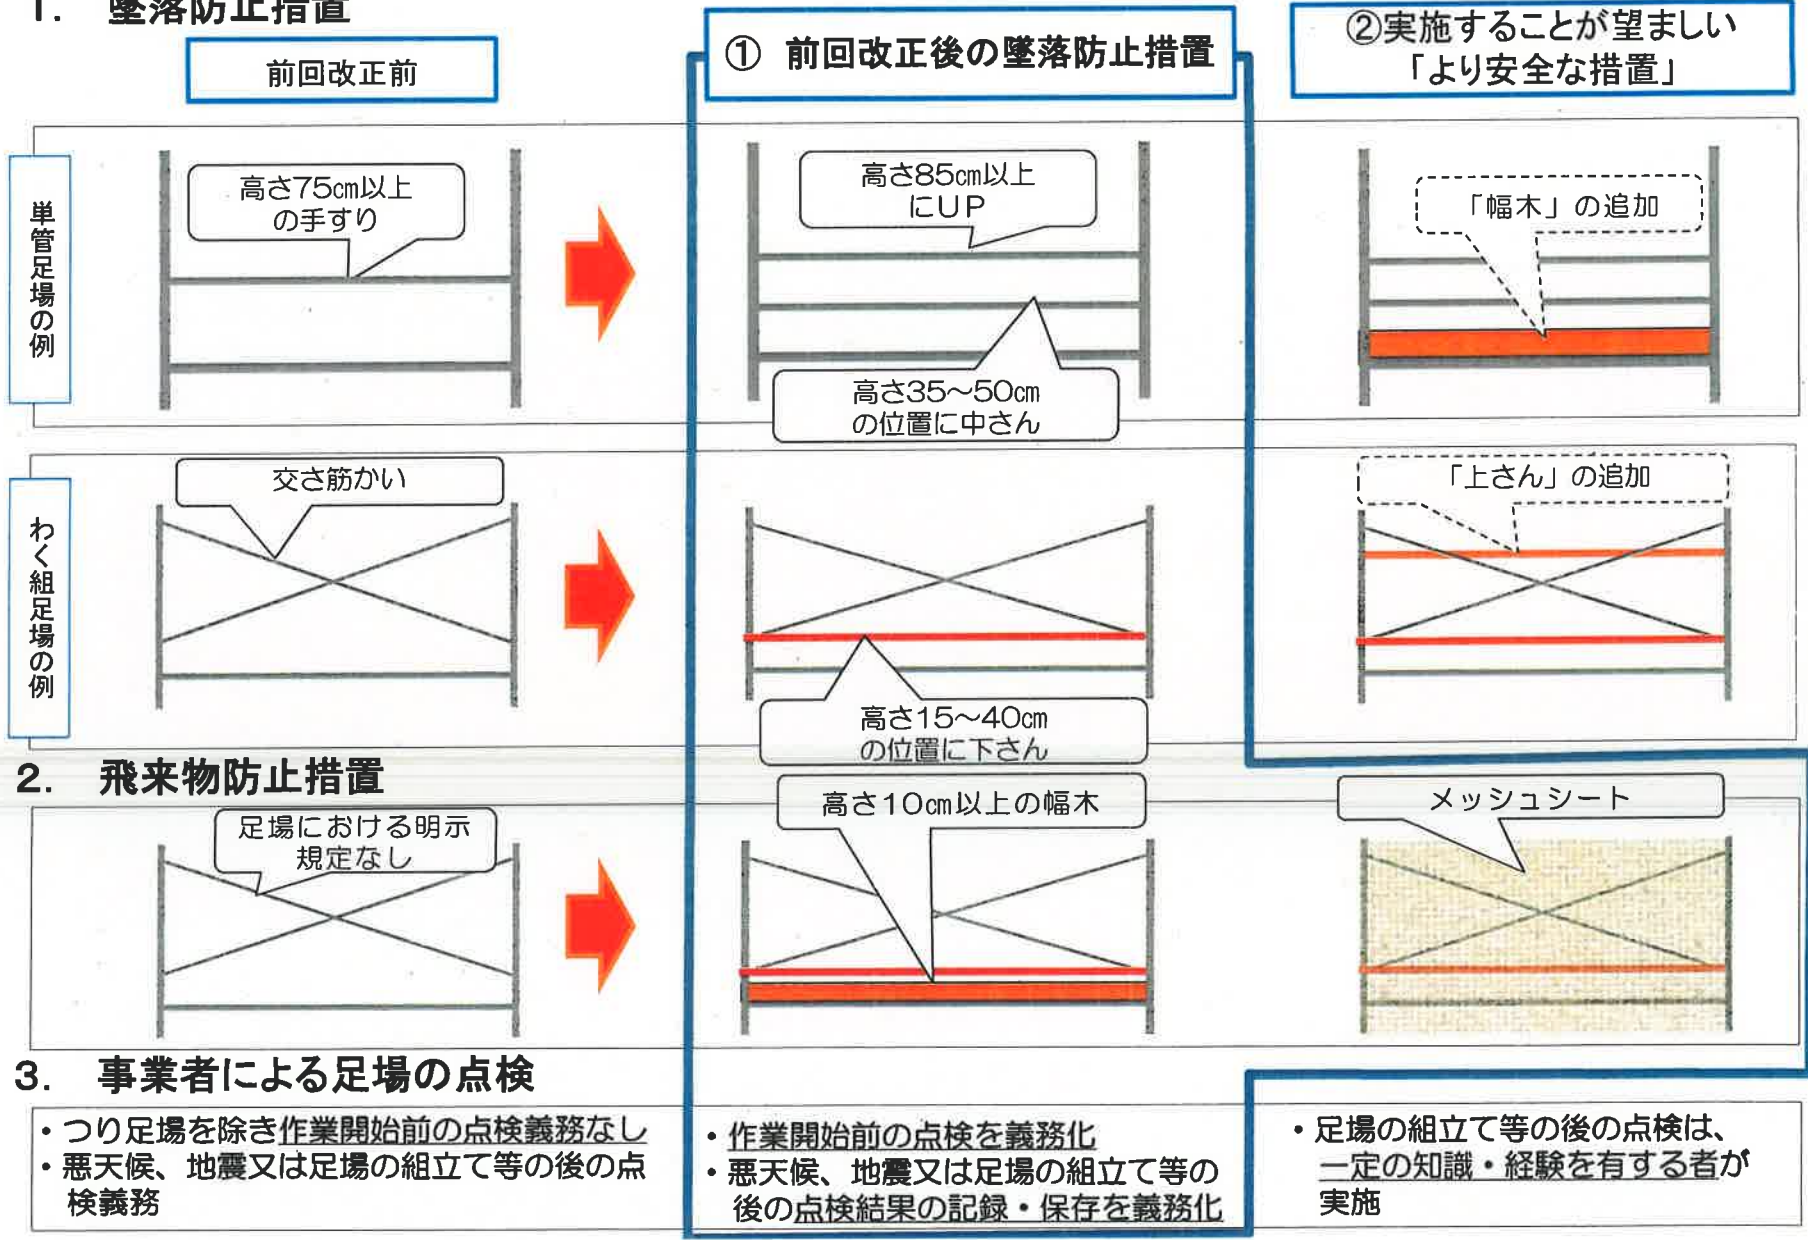 1. 墜落防止措置
前回改正前
① 前回改正後の墜落防止措置
②実施することが望ましい
「より安全な措置」
単管足場の例
高さ75㎝以上
の手すり
高さ85㎝以上
にUP
高さ35～50㎝
の位置に中さん
「幅木」の追加
わく組足場の例
交さ筋かい
高さ15～40㎝
の位置に下さん
「上さん」の追加
2. 飛来物防止措置
足場における明示
規定なし
高さ10㎝以上の幅木
メッシュシート
3. 事業者による足場の点検
・つり足場を除き作業開始前の点検義務なし
・悪天候、地震又は足場の組立て等の後の点
検義務
・作業開始前の点検を義務化
・悪天候、地震又は足場の組立て等の
後の点検結果の記録・保存を義務化
・足場の組立て等の後の点検は、
一定の知識・経験を有する者が
実施